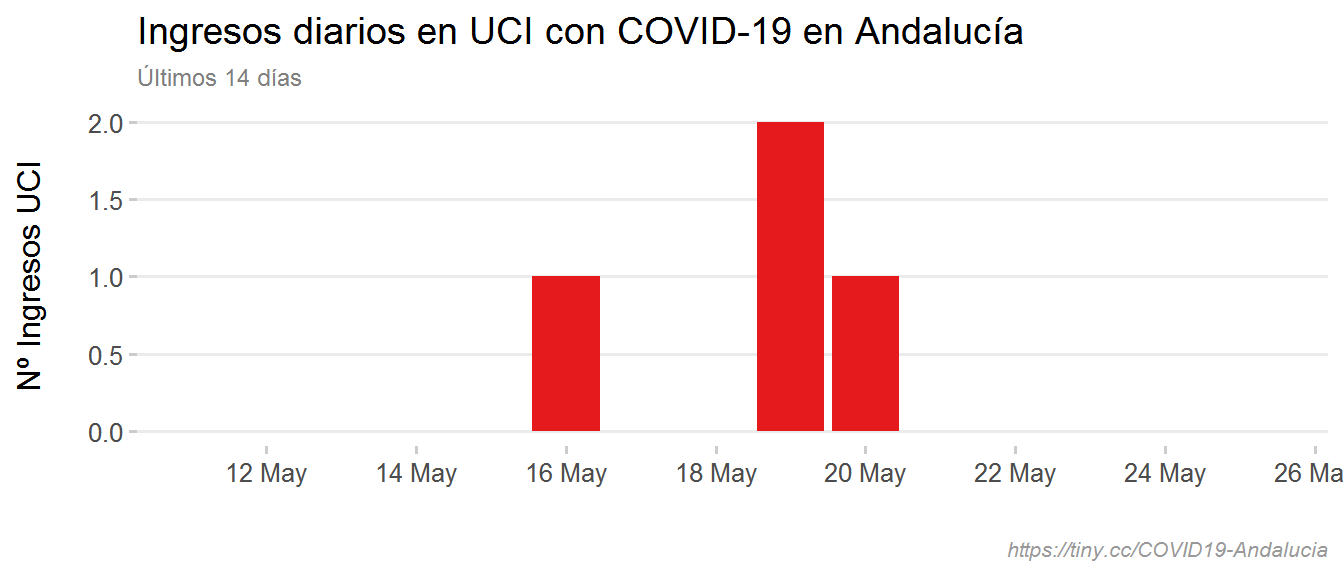 Ingresos diarios en UCI con COVID-19 en Andalucía
Últimos 14 días
Nº Ingresos UCI
2.0
1.5
1.0
0.5
0.0
12 May 14 May 16 May 18 May 20 May 22 May 24 May 26 Ma
https://tiny.cc/COVID19-Andalucia